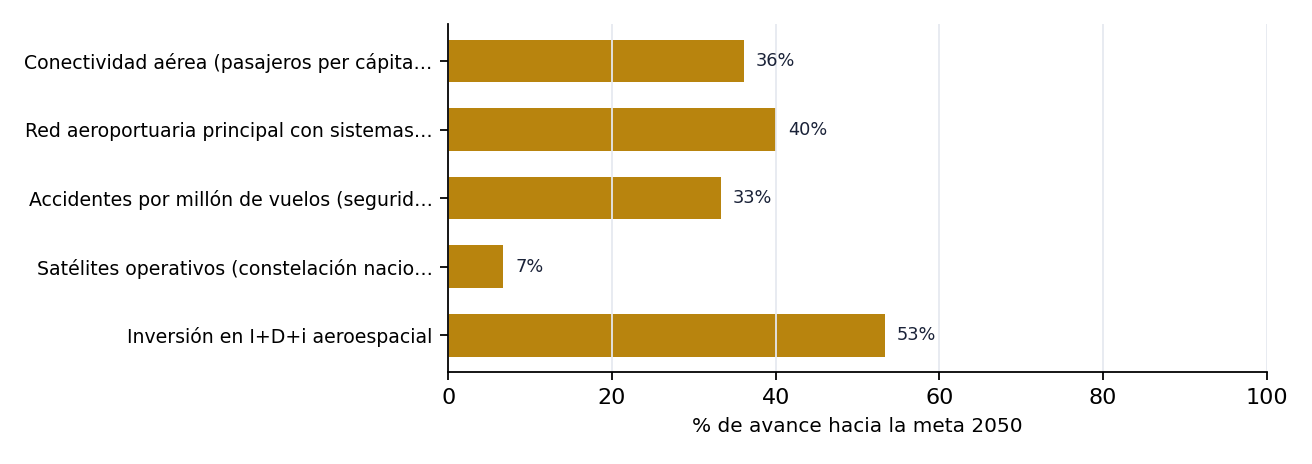 Conectividad aérea (pasajeros per cápita… 36%
Red aeroportuaria principal con sistemas… 40%
Accidentes por millón de vuelos (segurid… 33%
Satélites operativos (constelación nacio… 7%
Inversión en I+D+i aeroespacial 53%
0 20 40 60 80 100
% de avance hacia la meta 2050